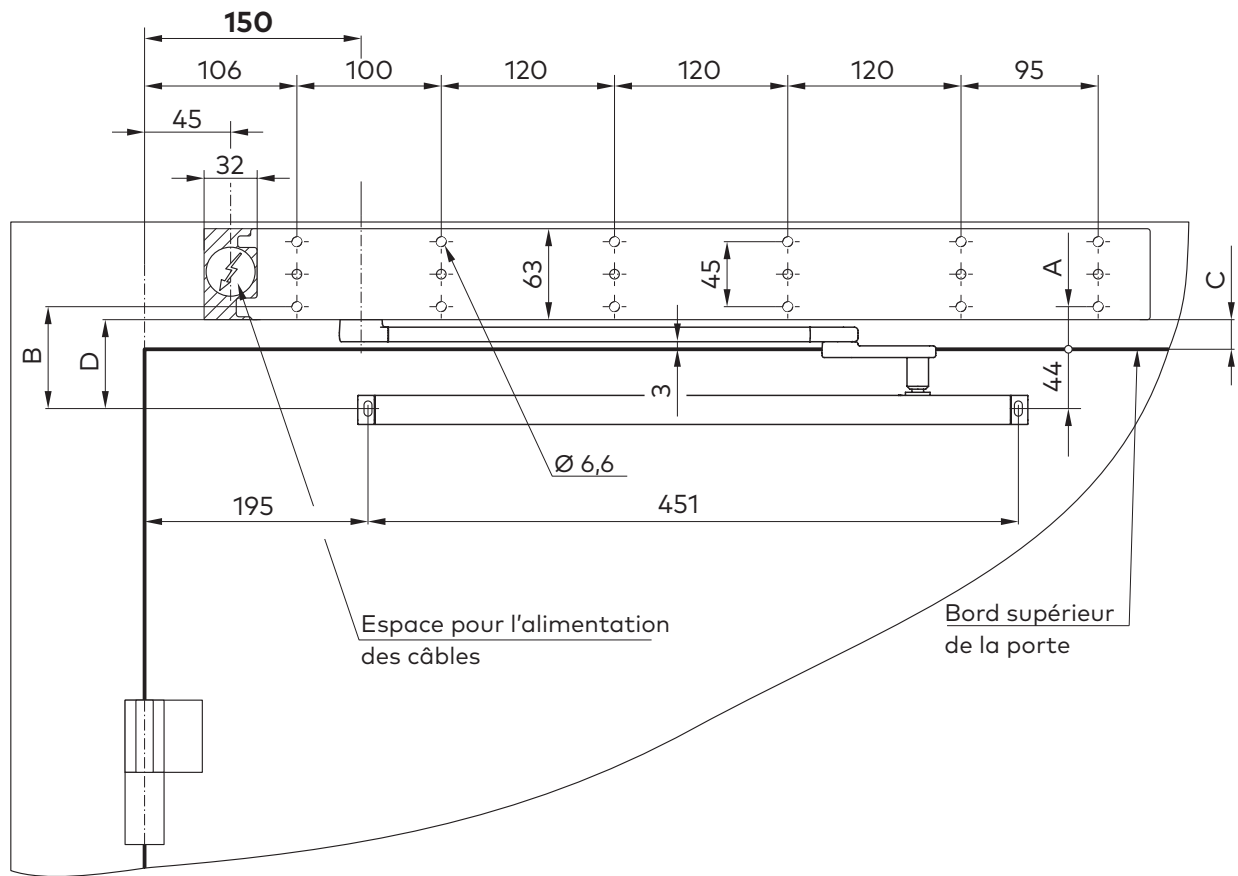 150
106
100
120
120
120
95
45
32
63
45
A
C
B
D
3
44
Ø 6,6
195
451
Espace pour l'alimentation
des câbles
Bord supérieur
de la porte